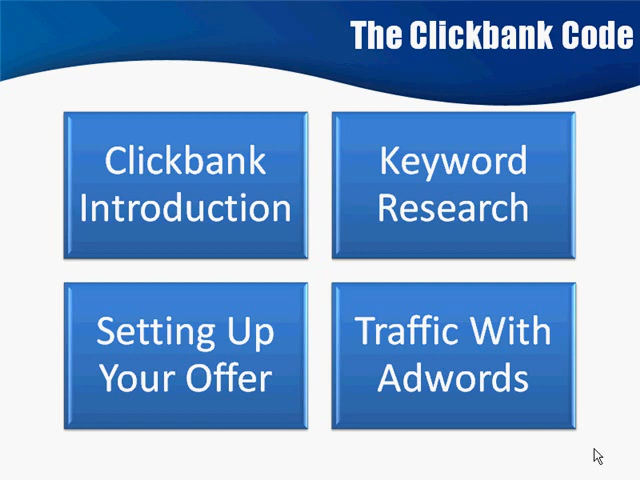 The Clickbank Code
Clickbank
Introduction
Keyword
Research
Setting Up
Your Offer
Traffic With
Adwords